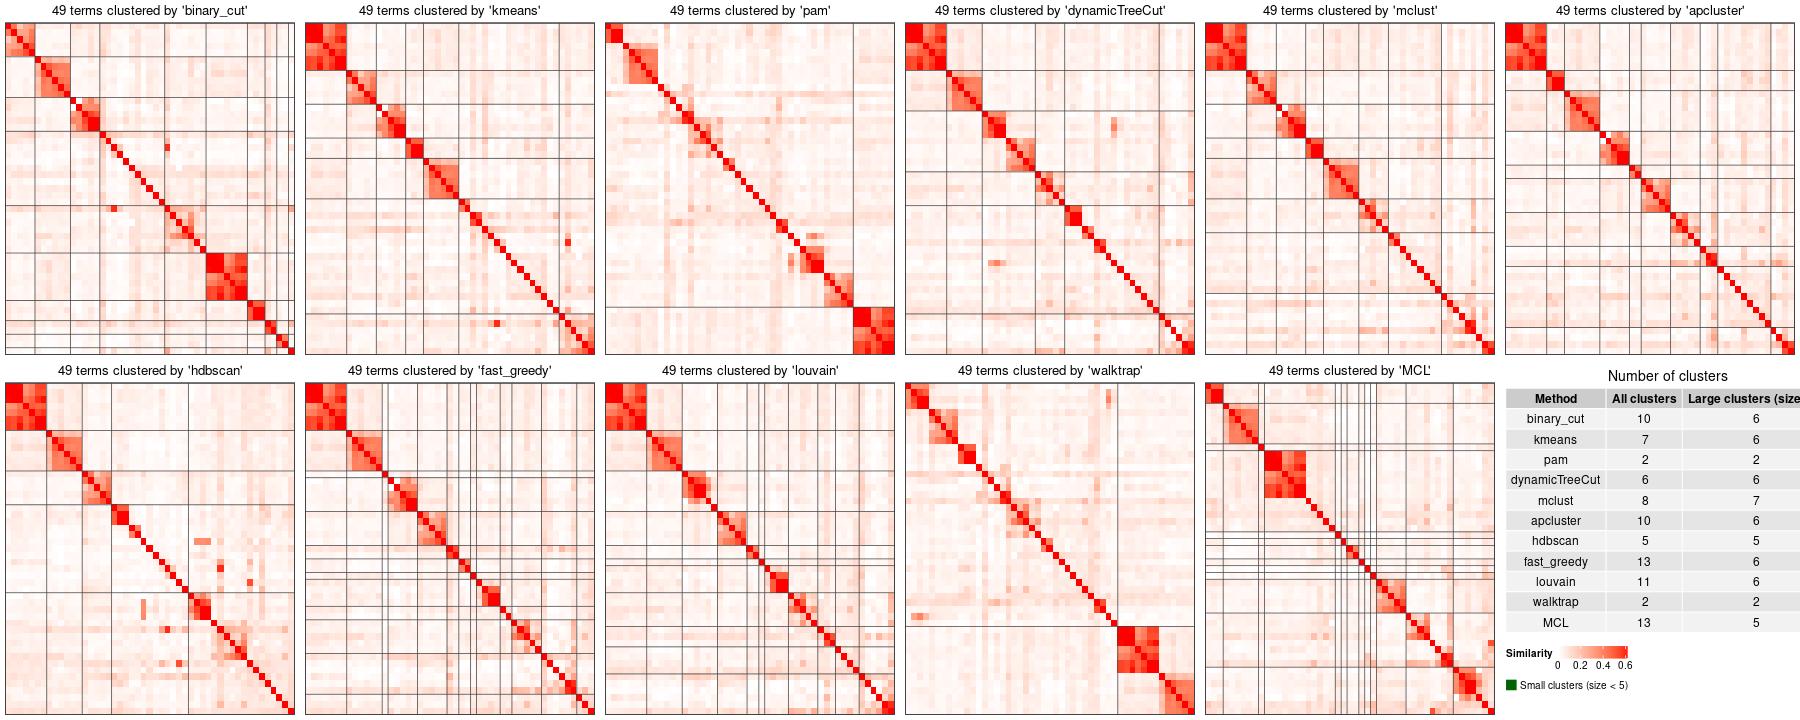 49 terms clustered by 'binary_cut'
49 terms clustered by 'kmeans'
49 terms clustered by 'pam'
49 terms clustered by 'dynamicTreeCut'
49 terms clustered by 'mclust'
49 terms clustered by 'apcluster'
49 terms clustered by 'hdbscan'
49 terms clustered by 'fast_greedy'
49 terms clustered by 'louvain'
49 terms clustered by 'walktrap'
49 terms clustered by 'MCL'
Number of clusters
Method All clusters Large clusters (size
binary_cut 10 6
kmeans 7 6
pam 2 2
dynamicTreeCut 6 6
mclust 8 7
apcluster 10 6
hdbscan 5 5
fast_greedy 13 6
louvain 11 6
walktrap 2 2
MCL 13 5
Similarity
0 0.2 0.4 0.6
Small clusters (size < 5)